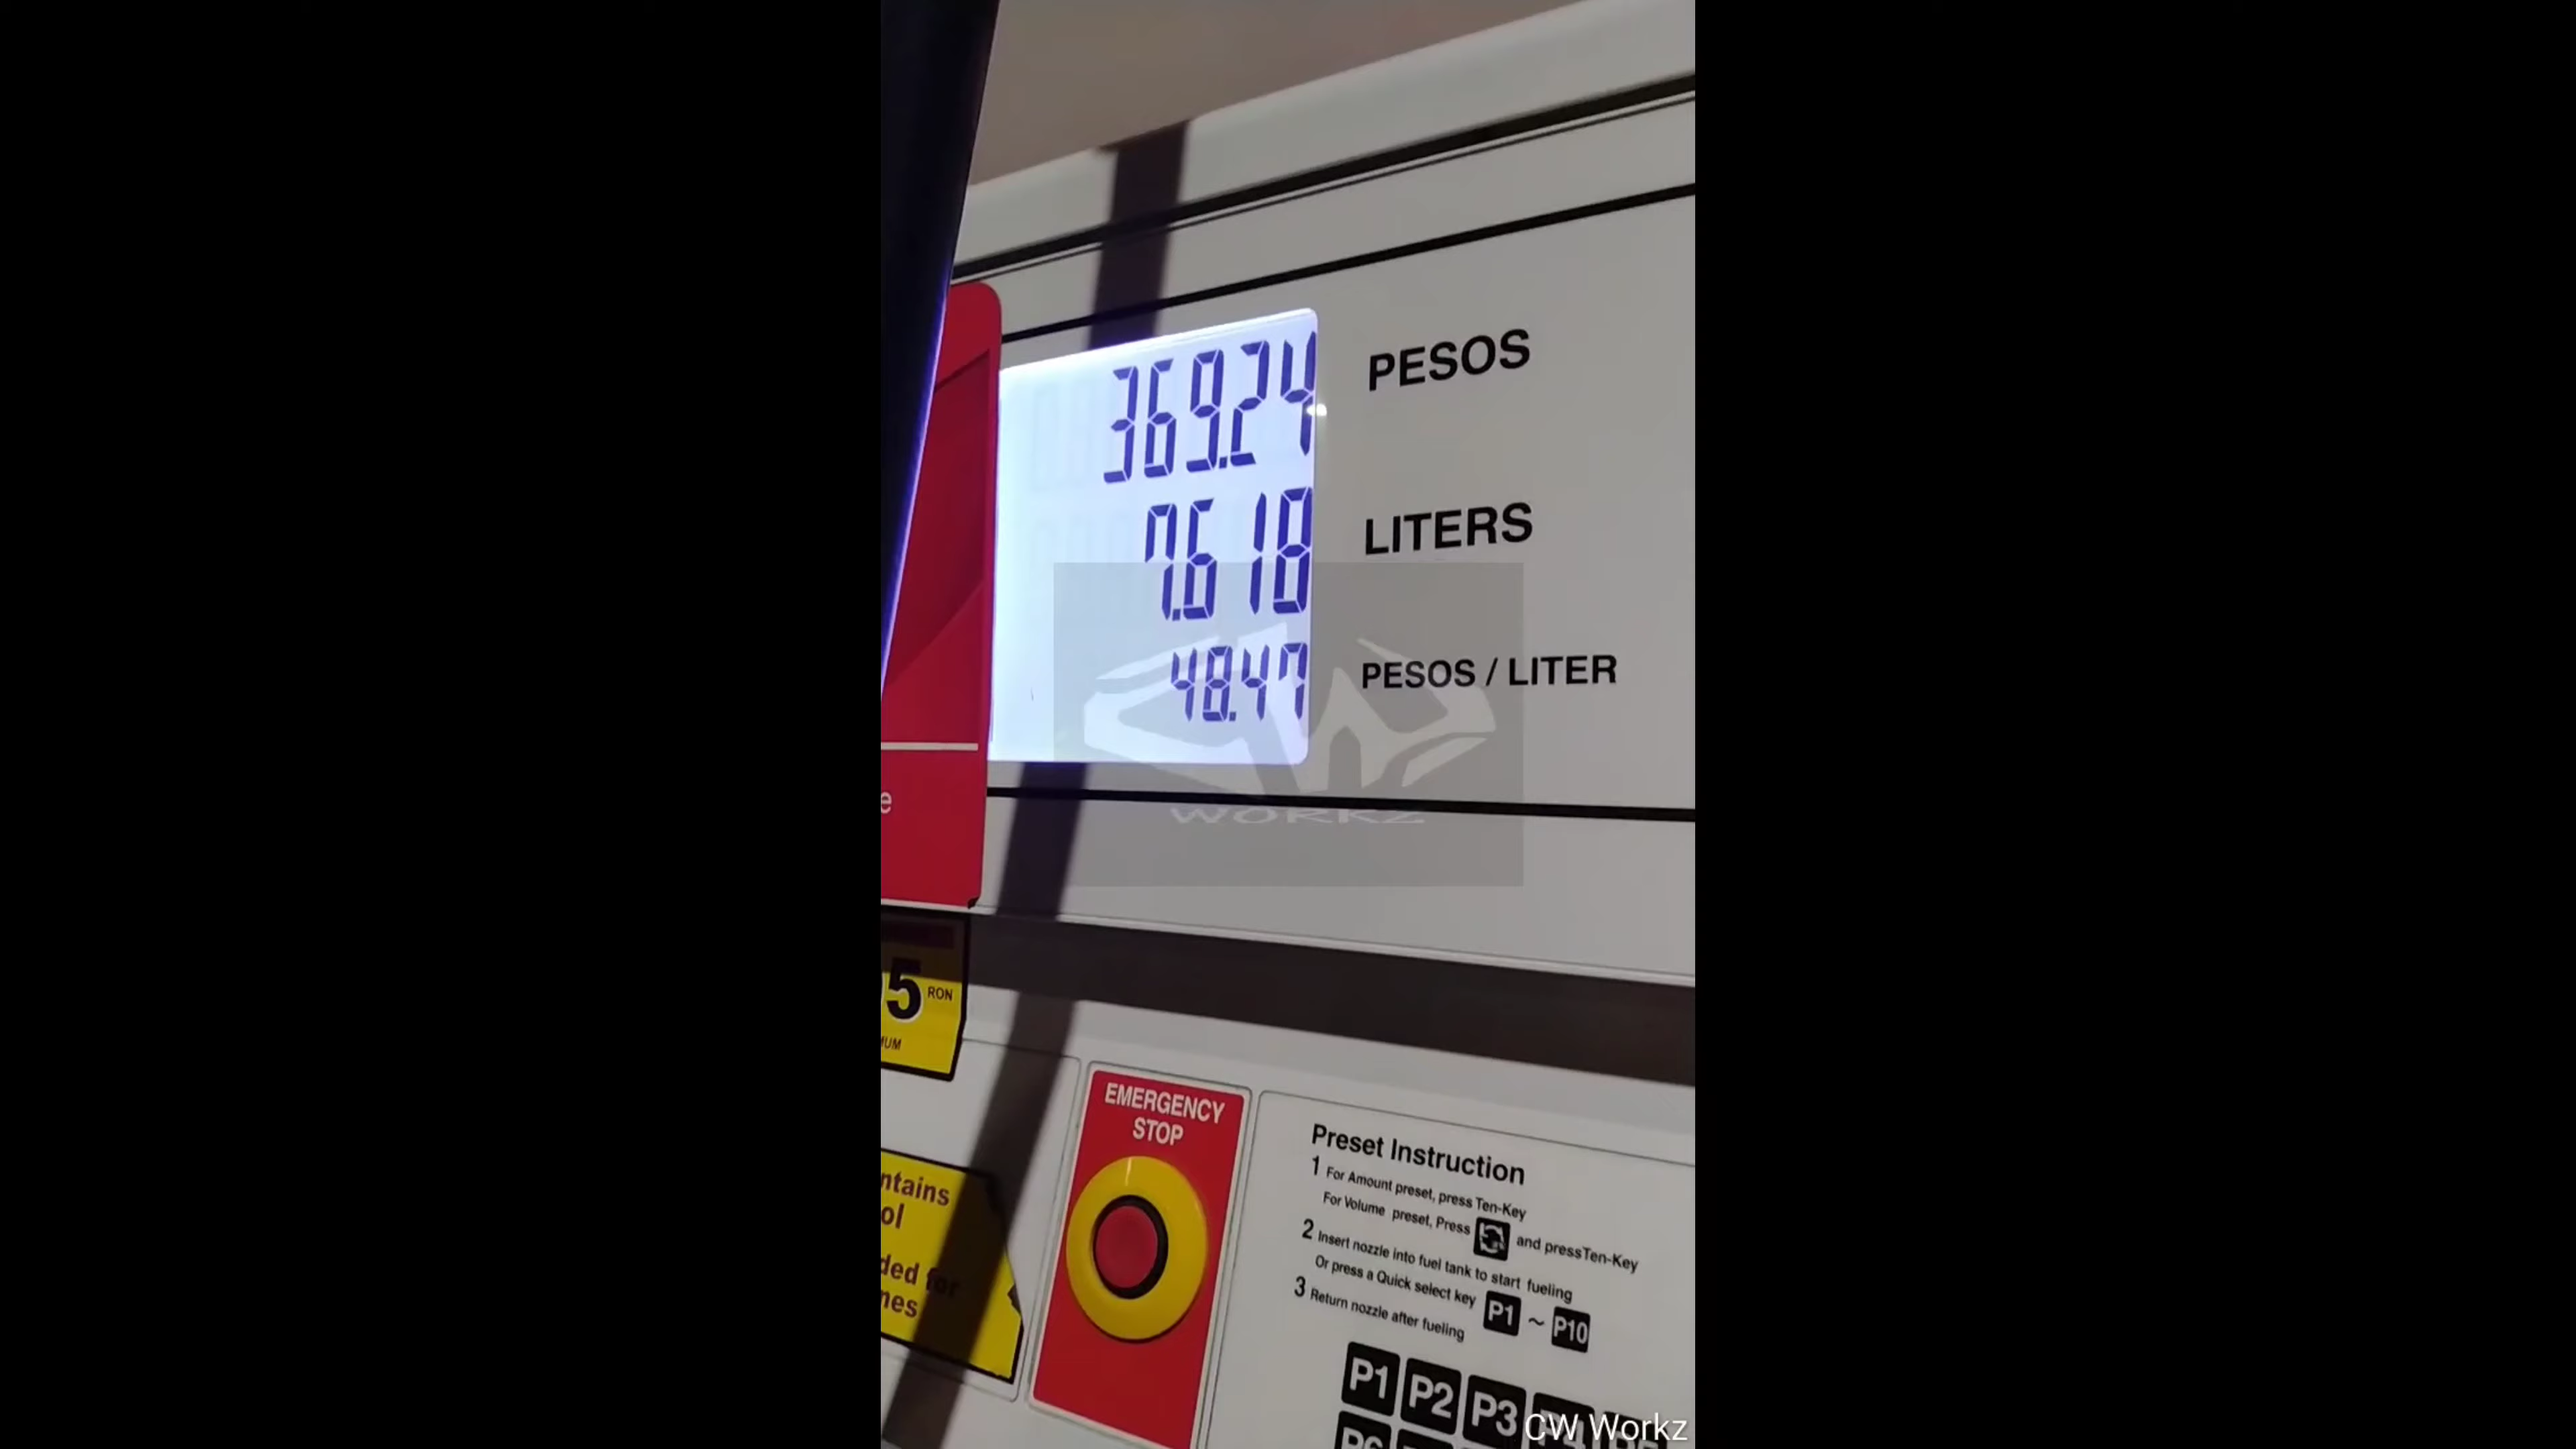 369.24 PESOS
7.618 LITERS
48.47 PESOS / LITER
WORKZ
e
5 RON
UM
ntains
ol
ded for
nes
EMERGENCY
STOP
Preset Instruction
1 For Amount preset, press Ten-Key
For Volume preset, Press and pressTen-Key
2 Insert nozzle into fuel tank to start fueling
Or press a Quick select key P1 ~ P10
3 Return nozzle after fueling
P1 P2 P3
CW Workz